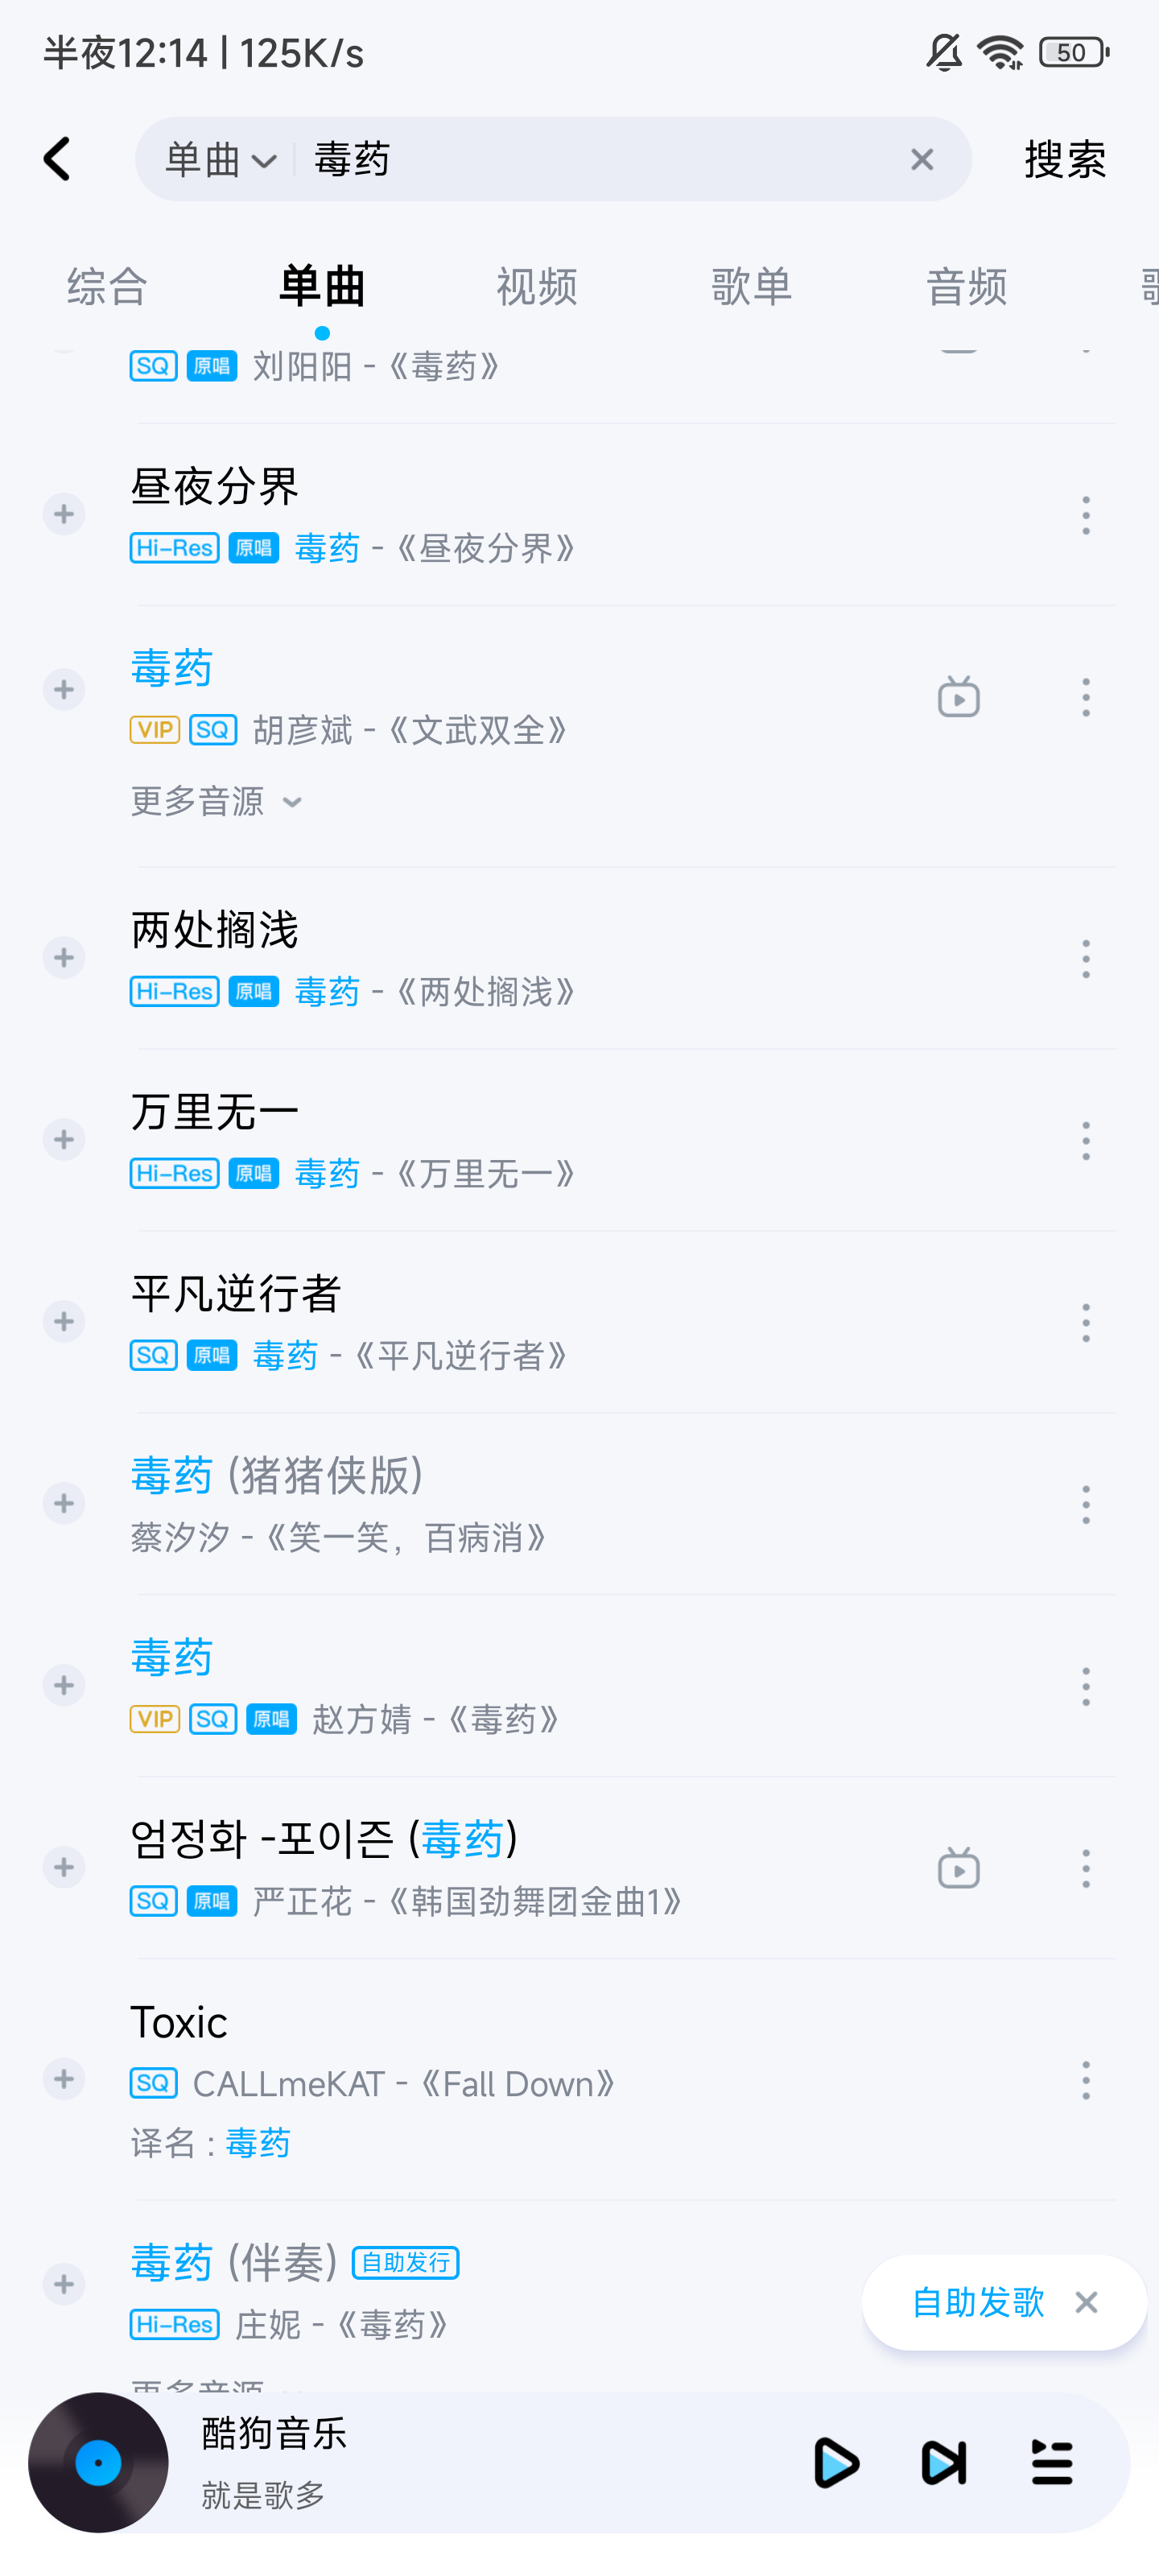 半夜12:14 | 125K/s
50
单曲 毒药 搜索
综合 单曲 视频 歌单 音频
SQ 原唱 刘阳阳 -《毒药》
昼夜分界
Hi-Res 原唱 毒药 -《昼夜分界》
毒药
VIP SQ 胡彦斌 -《文武双全》
更多音源
两处搁浅
Hi-Res 原唱 毒药 -《两处搁浅》
万里无一
Hi-Res 原唱 毒药 -《万里无一》
平凡逆行者
SQ 原唱 毒药 -《平凡逆行者》
毒药 (猪猪侠版)
蔡汐汐 -《笑一笑，百病消》
毒药
VIP SQ 原唱 赵方婧 -《毒药》
엄정화 -포이즌 (毒药)
SQ 原唱 严正花 -《韩国劲舞团金曲1》
Toxic
SQ CALLmeKAT -《Fall Down》
译名 : 毒药
毒药 (伴奏) 自助发行
Hi-Res 庄妮 -《毒药》
自助发歌
更多音源
酷狗音乐
就是歌多